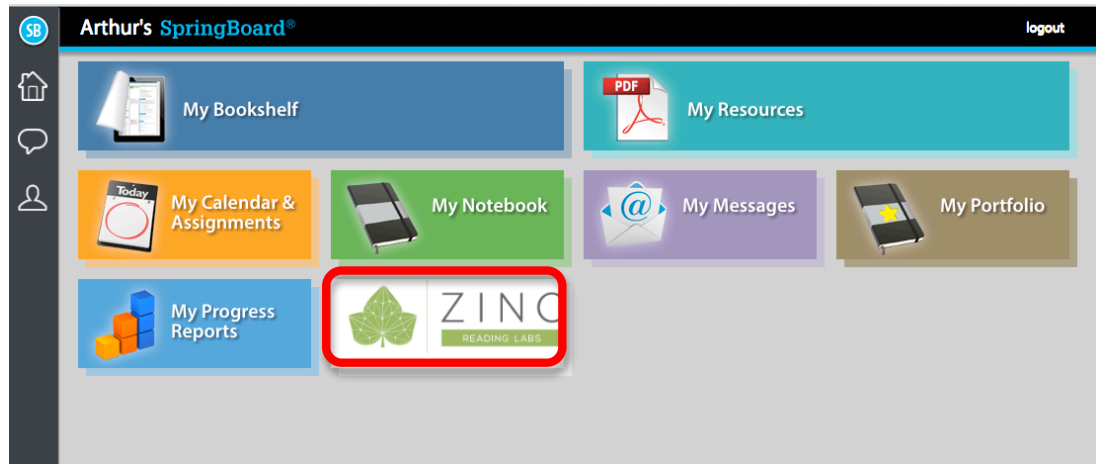 SB
Arthur's SpringBoard®
logout
My Bookshelf
PDF
My Resources
Today
My Calendar &
Assignments
My Notebook
@
My Messages
My Portfolio
My Progress
Reports
ZINC
READING LABS